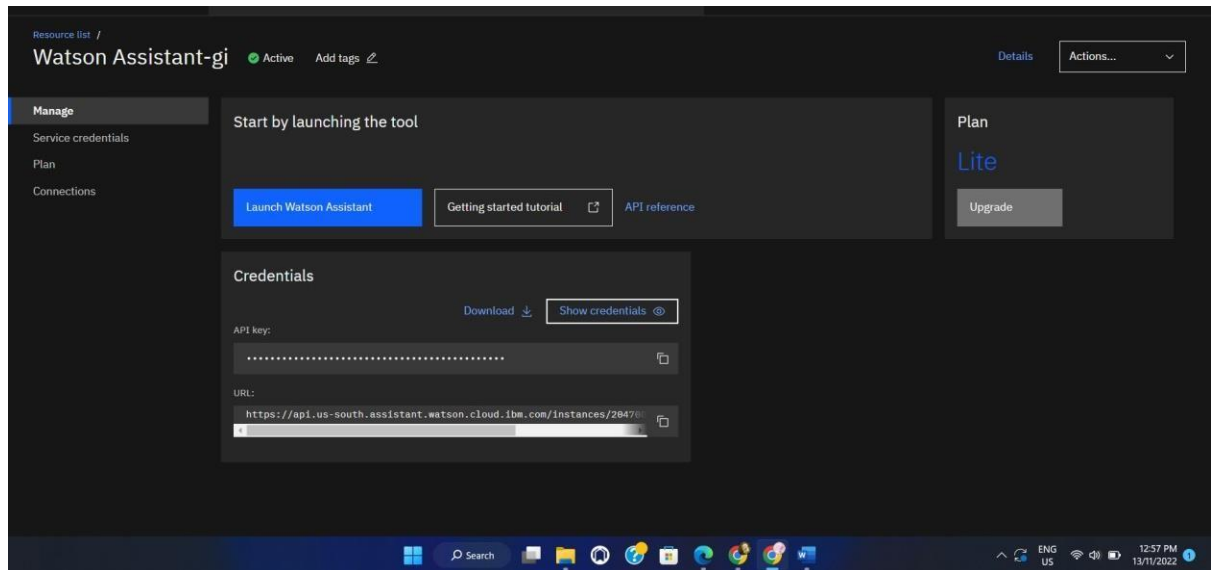 Resource list /
Watson Assistant-gi Active Add tags Details Actions...
Manage
Service credentials
Plan
Connections
Start by launching the tool
Launch Watson Assistant Getting started tutorial API reference
Plan
Lite
Upgrade
Credentials
Download Show credentials
API key:
URL:
https://api.us-south.assistant.watson.cloud.ibm.com/instances/20476
Search
ENG
US
12:57 PM
13/11/2022
1